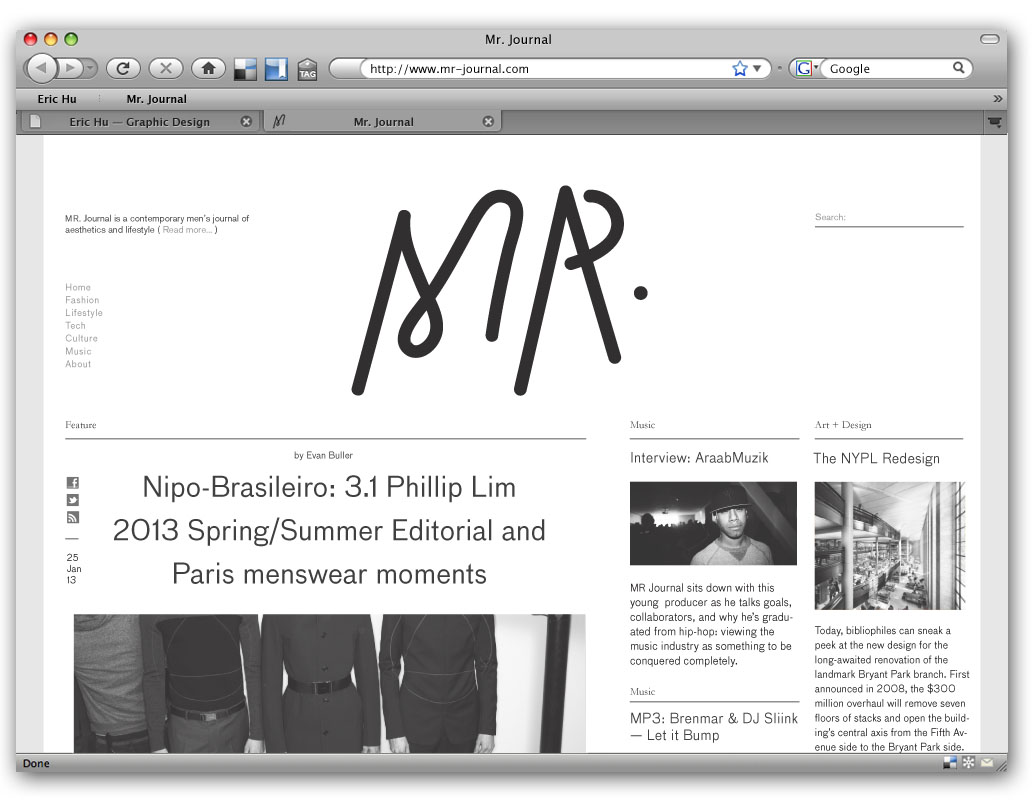 Mr. Journal
http://www.mr-journal.com
G
Google
TAG
Eric Hu
Mr. Journal
»
Eric Hu — Graphic Design
Mr. Journal
MR. Journal is a contemporary men's journal of
aesthetics and lifestyle ( Read more... )
MR.
Search:
Home
Fashion
Lifestyle
Tech
Culture
Music
About
Feature
by Evan Buller
Nipo-Brasileiro: 3.1 Phillip Lim
2013 Spring/Summer Editorial and
Paris menswear moments
25
Jan
13
Music
Interview: AraabMuzik
MR Journal sits down with this
young producer as he talks goals,
collaborators, and why he's gradu-
ated from hip-hop: viewing the
music industry as something to be
conquered completely.
Music
MP3: Brenmar & DJ Sliink
— Let it Bump
Art + Design
The NYPL Redesign
Today, bibliophiles can sneak a
peek at the new design for the
long-awaited renovation of the
landmark Bryant Park branch. First
announced in 2008, the $300
million overhaul will remove seven
floors of stacks and open the build-
ing's central axis from the Fifth Av-
enue side to the Bryant Park side.
Done